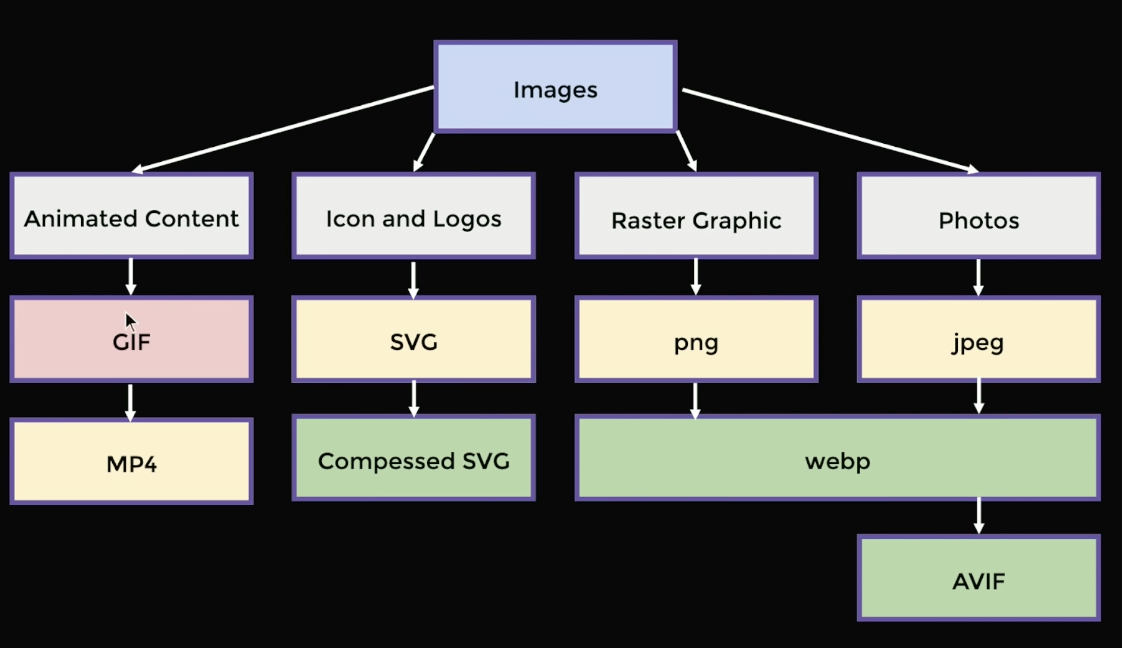 Images
Animated Content
Icon and Logos
Raster Graphic
Photos
GIF
SVG
png
jpeg
MP4
Compessed SVG
webp
AVIF